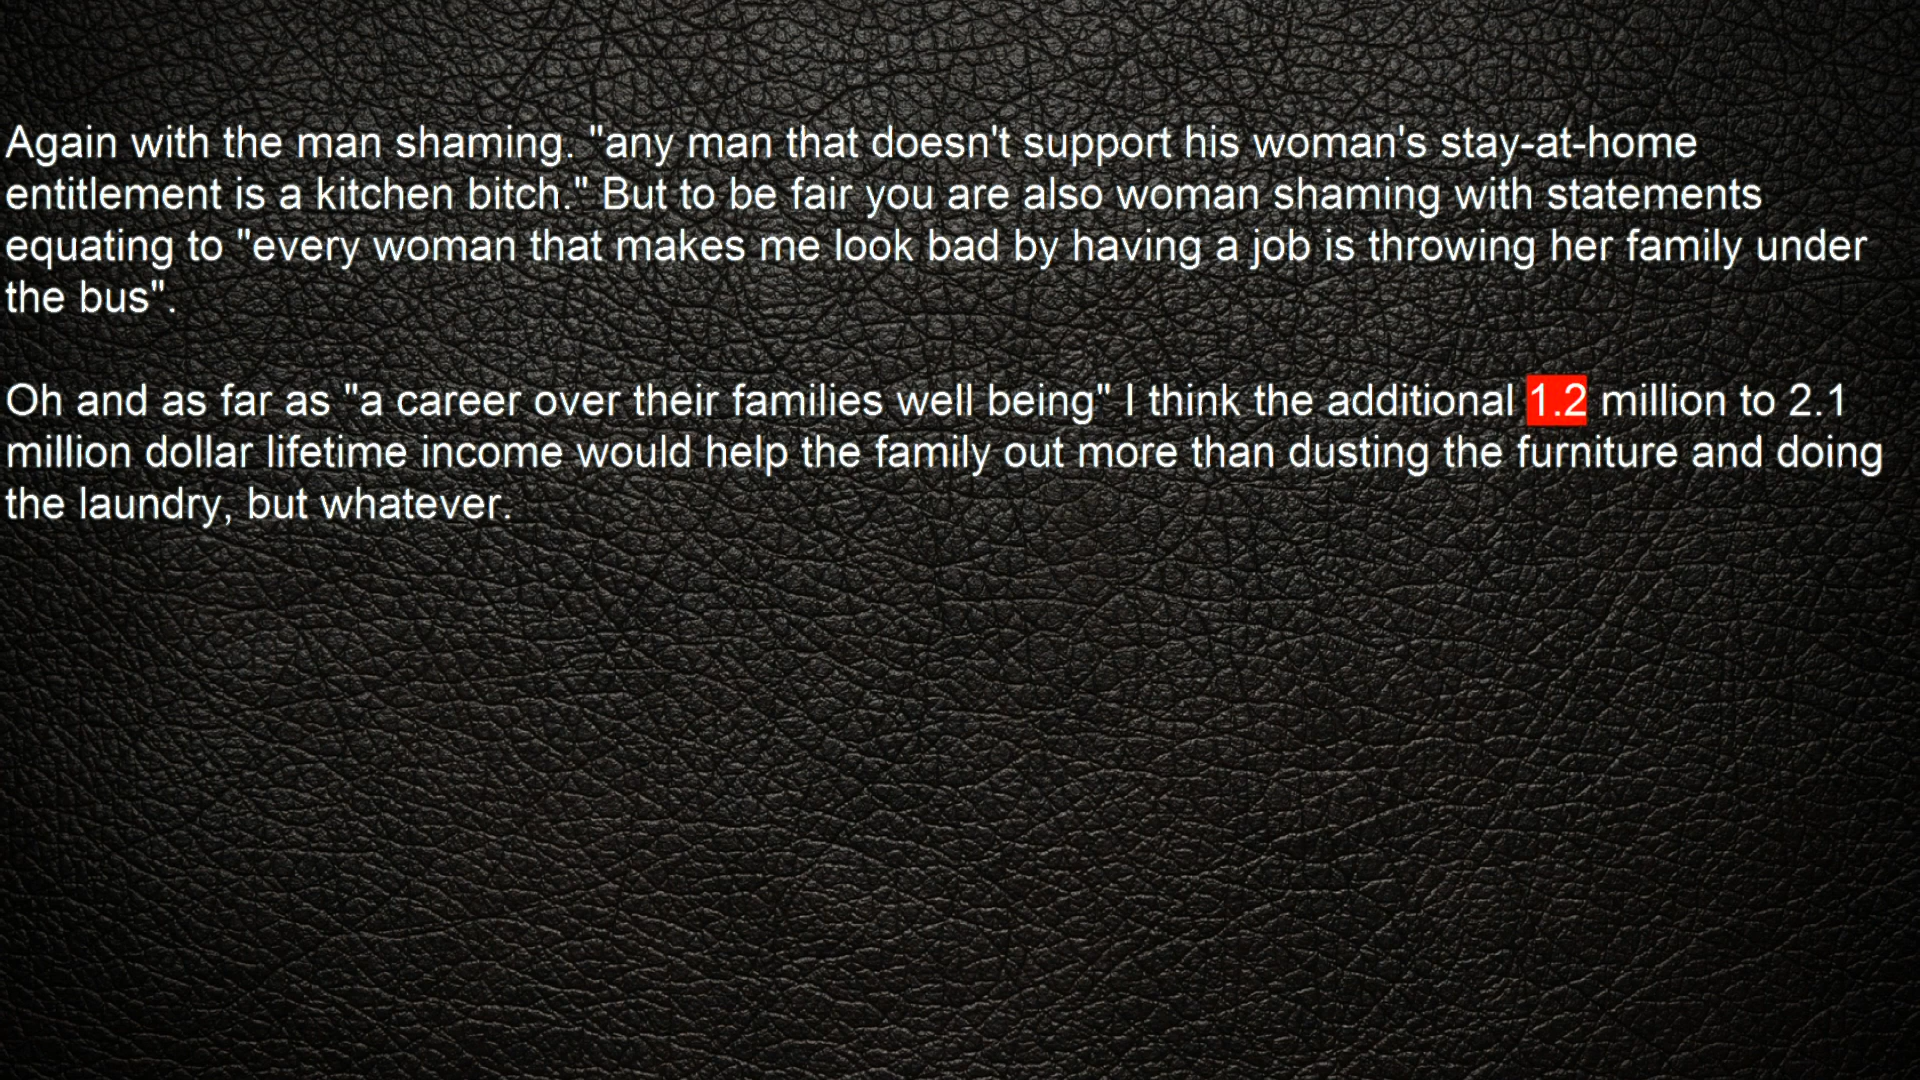 Again with the man shaming. "any man that doesn't support his woman's stay-at-home
entitlement is a kitchen bitch." But to be fair you are also woman shaming with statements
equating to "every woman that makes me look bad by having a job is throwing her family under
the bus".
Oh and as far as "a career over their families well being" I think the additional 1.2 million to 2.1
million dollar lifetime income would help the family out more than dusting the furniture and doing
the laundry, but whatever.